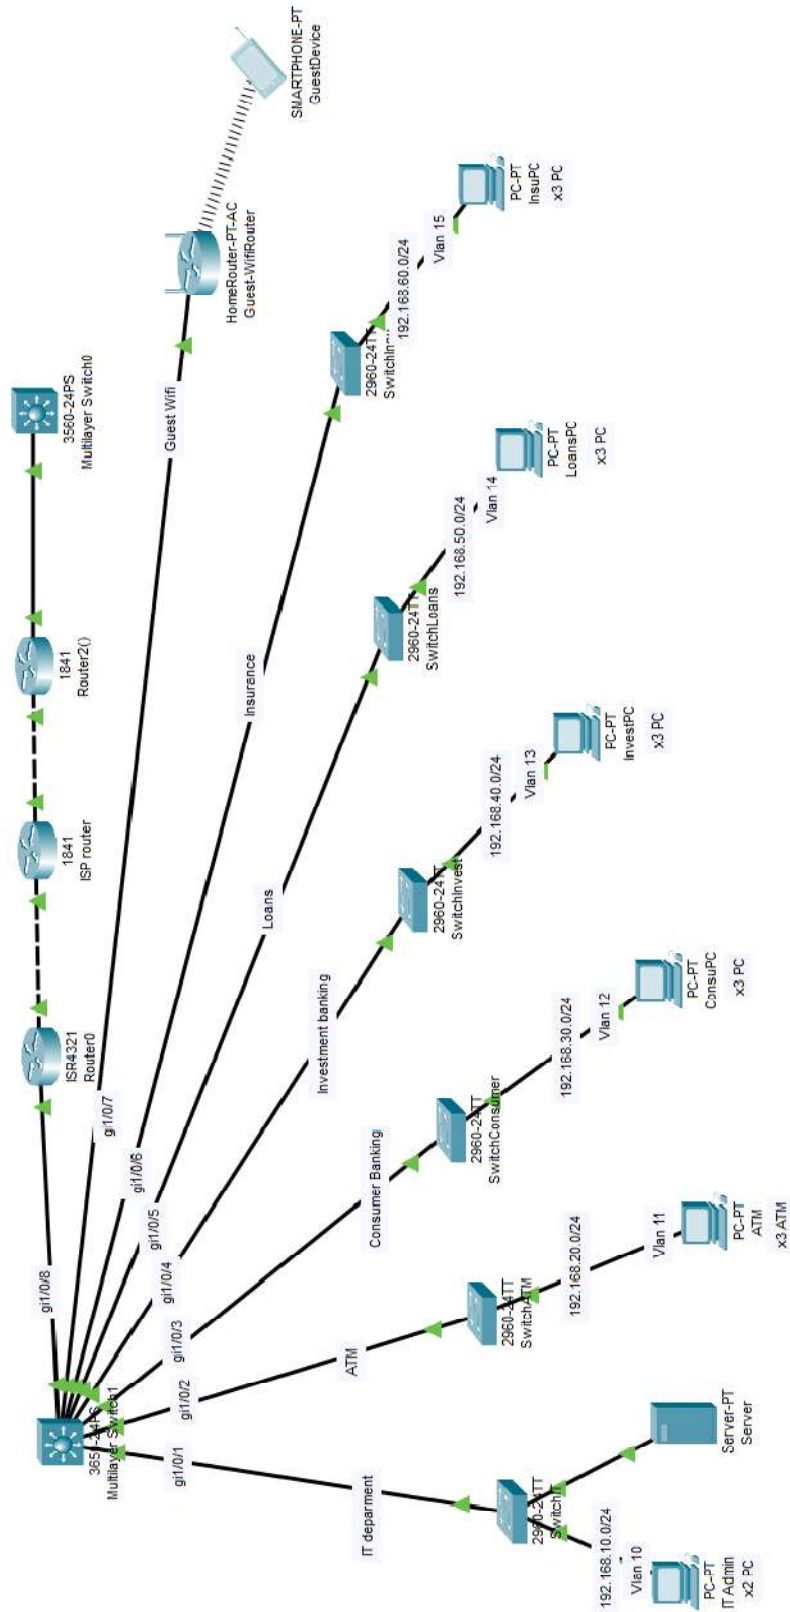 SMARTPHONE-PT
GuestDevice
HomeRouter-PT-AC
Guest-WifiRouter
Guest Wifi
3560-24PS
Multilayer Switch0
1841
Router2()
1841
ISP router
ISR4321
Router0
gi1/0/8
gi1/0/7
gi1/0/6
gi1/0/5
gi1/0/4
gi1/0/3
gi1/0/2
gi1/0/1
Multilayer Switch1
Insurance
2960-24TT
192.168.60.0/24
Vlan 15
PC-PT
InsuPC
x3 PC
Loans
2960-24TT
SwitchLoans
192.168.50.0/24
Vlan 14
PC-PT
LoansPC
x3 PC
Investment banking
2960-24TT
SwitchInvest
192.168.40.0/24
Vlan 13
PC-PT
InvestPC
x3 PC
Consumer Banking
2960-24TT
SwitchConsumer
192.168.30.0/24
Vlan 12
PC-PT
ConsuPC
x3 PC
ATM
2960-24TT
SwitchATM
192.168.20.0/24
Vlan 11
PC-PT
ATM
x3 ATM
IT deparment
2960-24TT
SwitchIT
192.168.10.0/24
Vlan 10
PC-PT
IT Admin
x2 PC
Server-PT
Server